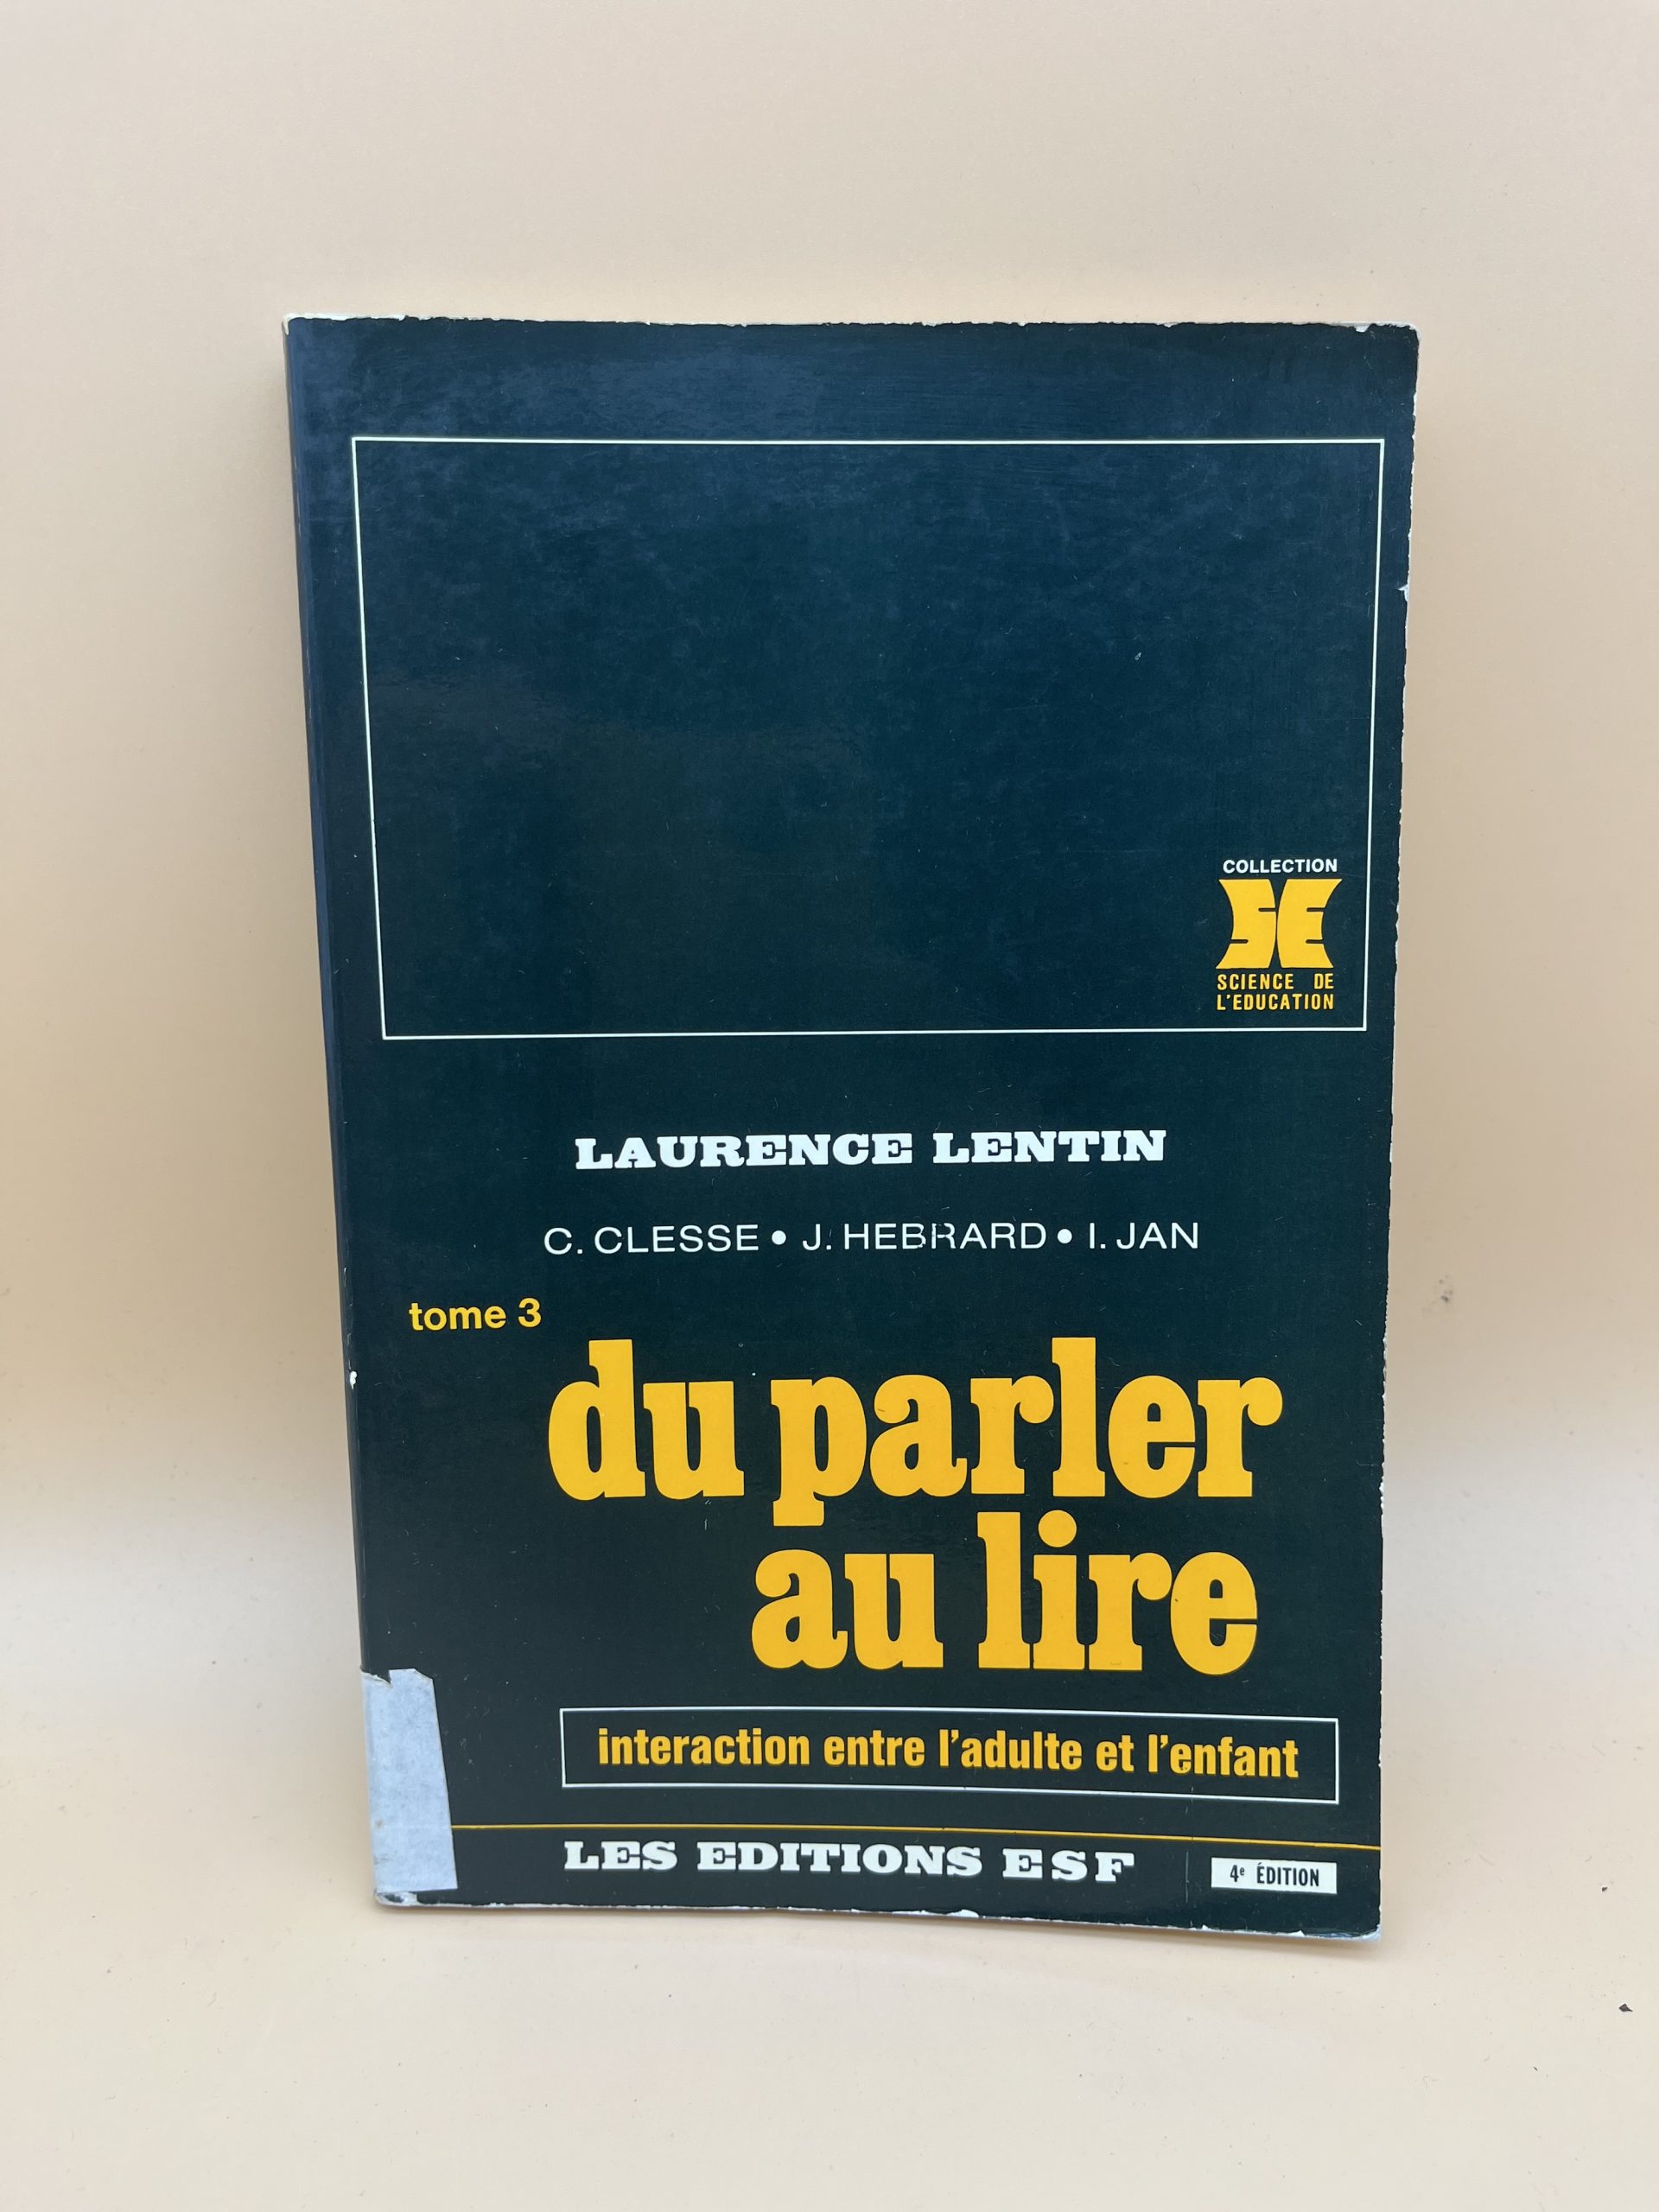 COLLECTION
SE
SCIENCE DE
L'EDUCATION
LAURENCE LENTIN
C. CLESSE • J. HEBRARD • I. JAN
tome 3
du parler
au lire
interaction entre l'adulte et l'enfant
LES EDITIONS ESF
4e ÉDITION